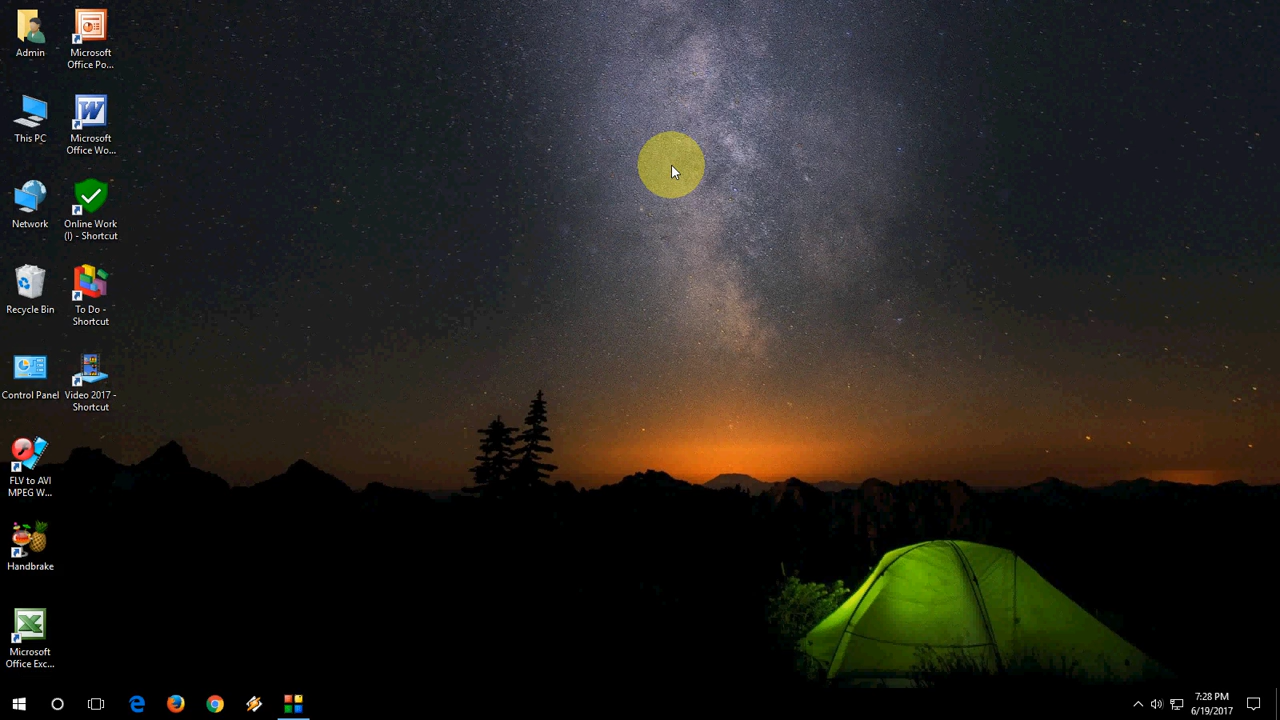 Admin
Microsoft
Office Po...
This PC
Microsoft
Office Wo...
Network
Online Work
(I) - Shortcut
Recycle Bin
To Do -
Shortcut
Control Panel
Video 2017 -
Shortcut
FLV to AVI
MPEG W...
Handbrake
Microsoft
Office Exc...
7:28 PM
6/19/2017